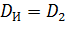 D_И = D_2